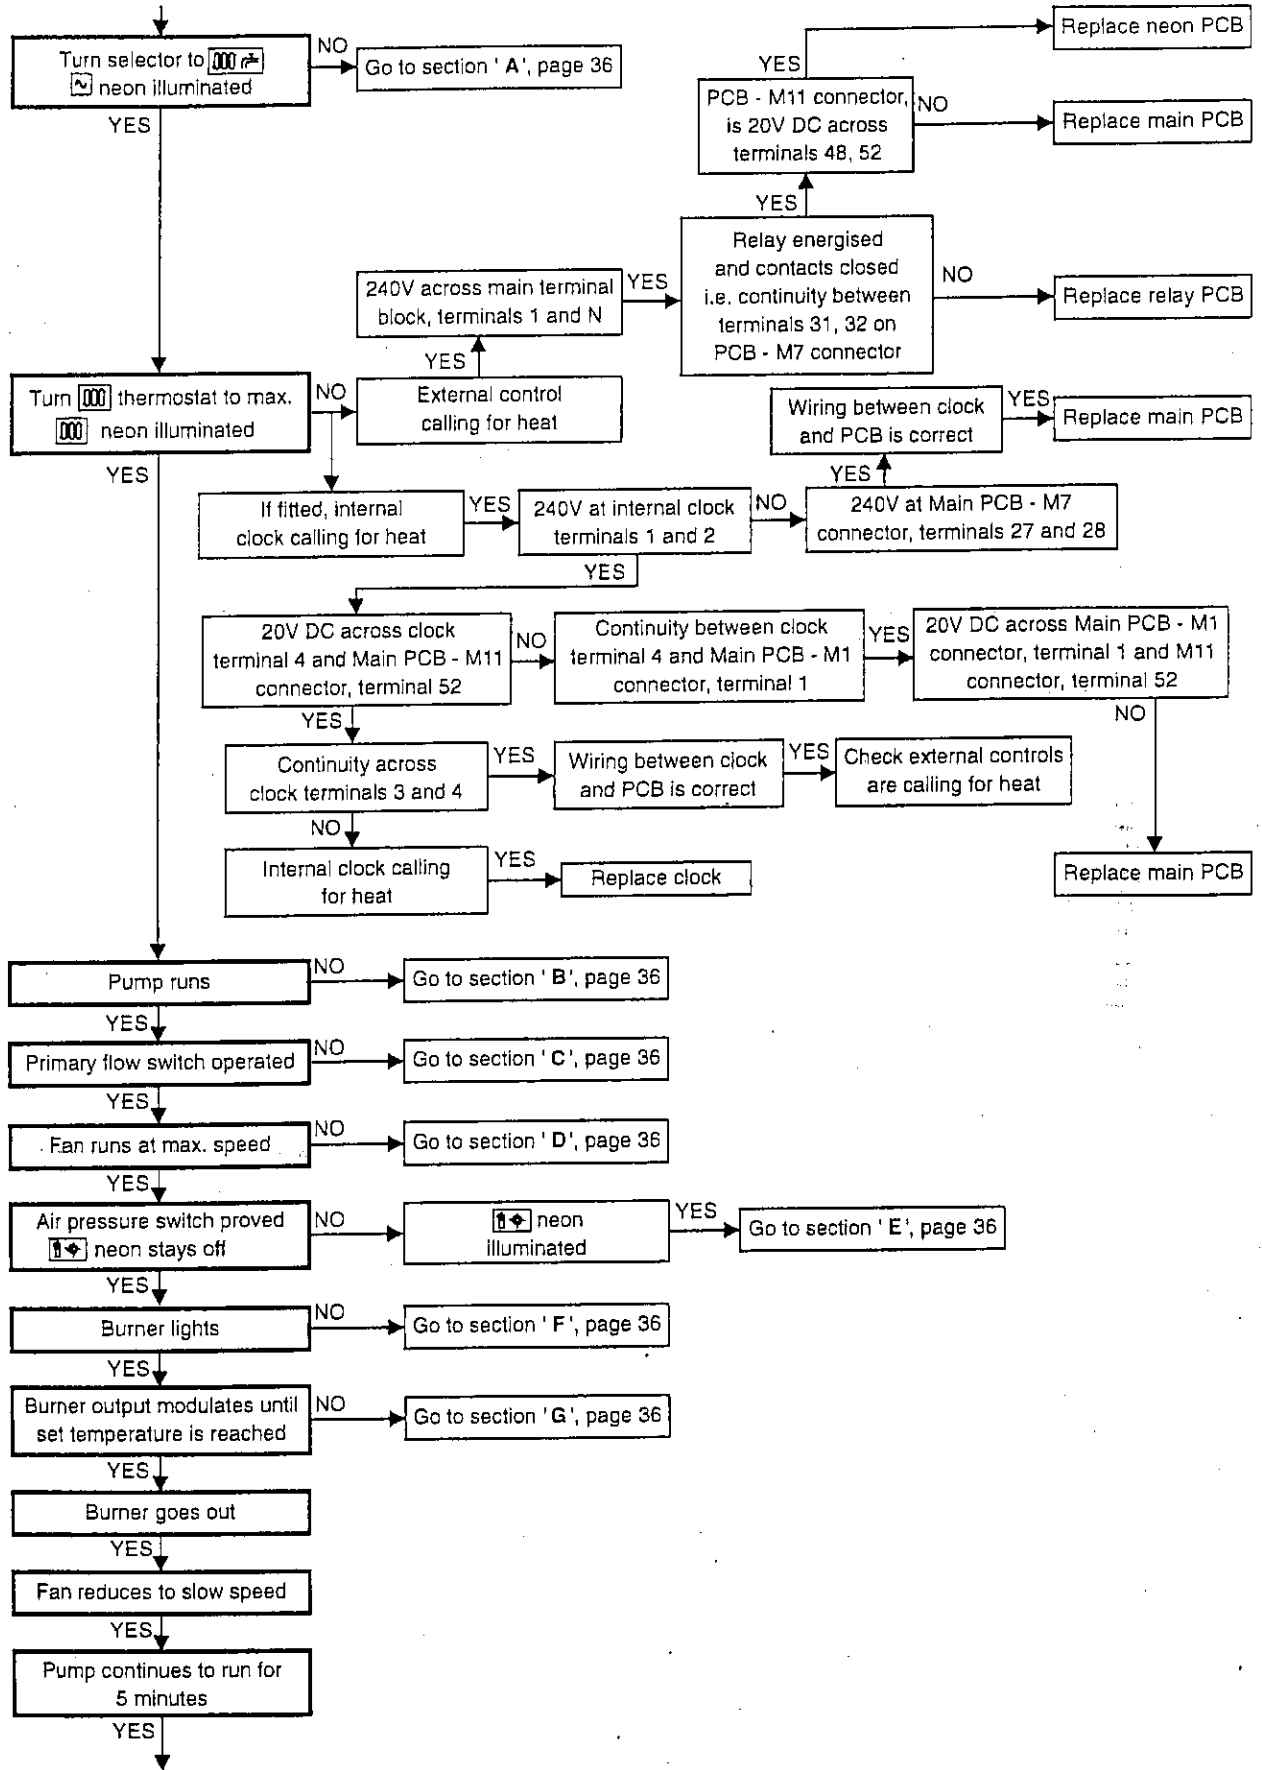 Replace neon PCB
Turn selector to
neon illuminated
NO
Go to section 'A', page 36
YES
YES
PCB - M11 connector,
is 20V DC across
terminals 48, 52
NO
Replace main PCB
YES
Relay energised
and contacts closed
i.e. continuity between
terminals 31, 32 on
PCB - M7 connector
NO
Replace relay PCB
240V across main terminal
block, terminals 1 and N
YES
YES
Turn thermostat to max.
neon illuminated
NO
External control
calling for heat
YES
Wiring between clock
and PCB is correct
YES
Replace main PCB
YES
If fitted, internal
clock calling for heat
YES
240V at internal clock
terminals 1 and 2
NO
240V at Main PCB - M7
connector, terminals 27 and 28
YES
20V DC across clock
terminal 4 and Main PCB - M11
connector, terminal 52
NO
Continuity between clock
terminal 4 and Main PCB - M1
connector, terminal 1
YES
20V DC across Main PCB - M1
connector, terminal 1 and M11
connector, terminal 52
NO
YES
Continuity across
clock terminals 3 and 4
YES
Wiring between clock
and PCB is correct
YES
Check external controls
are calling for heat
NO
Internal clock calling
for heat
YES
Replace clock
Replace main PCB
Pump runs
NO
Go to section 'B', page 36
YES
Primary flow switch operated
NO
Go to section 'C', page 36
YES
Fan runs at max. speed
NO
Go to section 'D', page 36
YES
Air pressure switch proved
neon stays off
NO
neon
illuminated
YES
Go to section 'E', page 36
YES
Burner lights
NO
Go to section 'F', page 36
YES
Burner output modulates until
set temperature is reached
NO
Go to section 'G', page 36
YES
Burner goes out
YES
Fan reduces to slow speed
YES
Pump continues to run for
5 minutes
YES